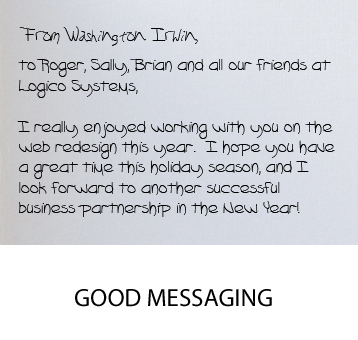 From Washington Irwin,
to Roger, Sally, Brian and all our friends at
Logico Systems,
I really enjoyed working with you on the
web redesign this year. I hope you have
a great time this holiday season, and I
look forward to another successful
business partnership in the New Year!
GOOD MESSAGING